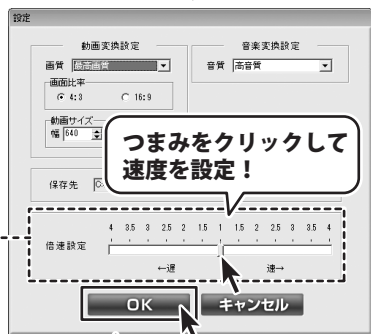 設定
動画変換設定
音楽変換設定
画質 最高画質
音質 高音質
画面比率
4:3 16:9
動画サイズ
幅 640
つまみをクリックして
速度を設定！
保存先
4 3.5 3 2.5 2 1.5 1 1.5 2 2.5 3 3.5 4
倍速設定
←遅 速→
OK キャンセル